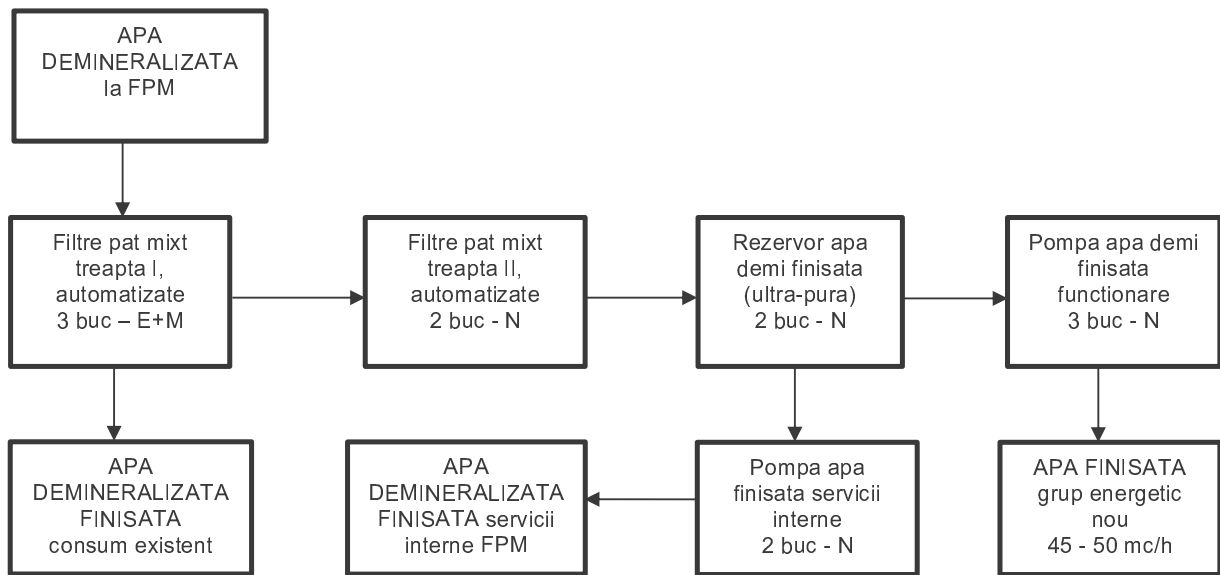 APA
DEMINERALIZATA
la FPM
Filtre pat mixt
treapta I,
automatizate
3 buc – E+M
Filtre pat mixt
treapta II,
automatizate
2 buc - N
Rezervor apa
demi finisata
(ultra-pura)
2 buc - N
Pompa apa demi
finisata
functionare
3 buc - N
APA
DEMINERALIZATA
FINISATA
consum existent
APA
DEMINERALIZATA
FINISATA servicii
interne FPM
Pompa apa
finisata servicii
interne
2 buc - N
APA FINISATA
grup energetic
nou
45 - 50 mc/h